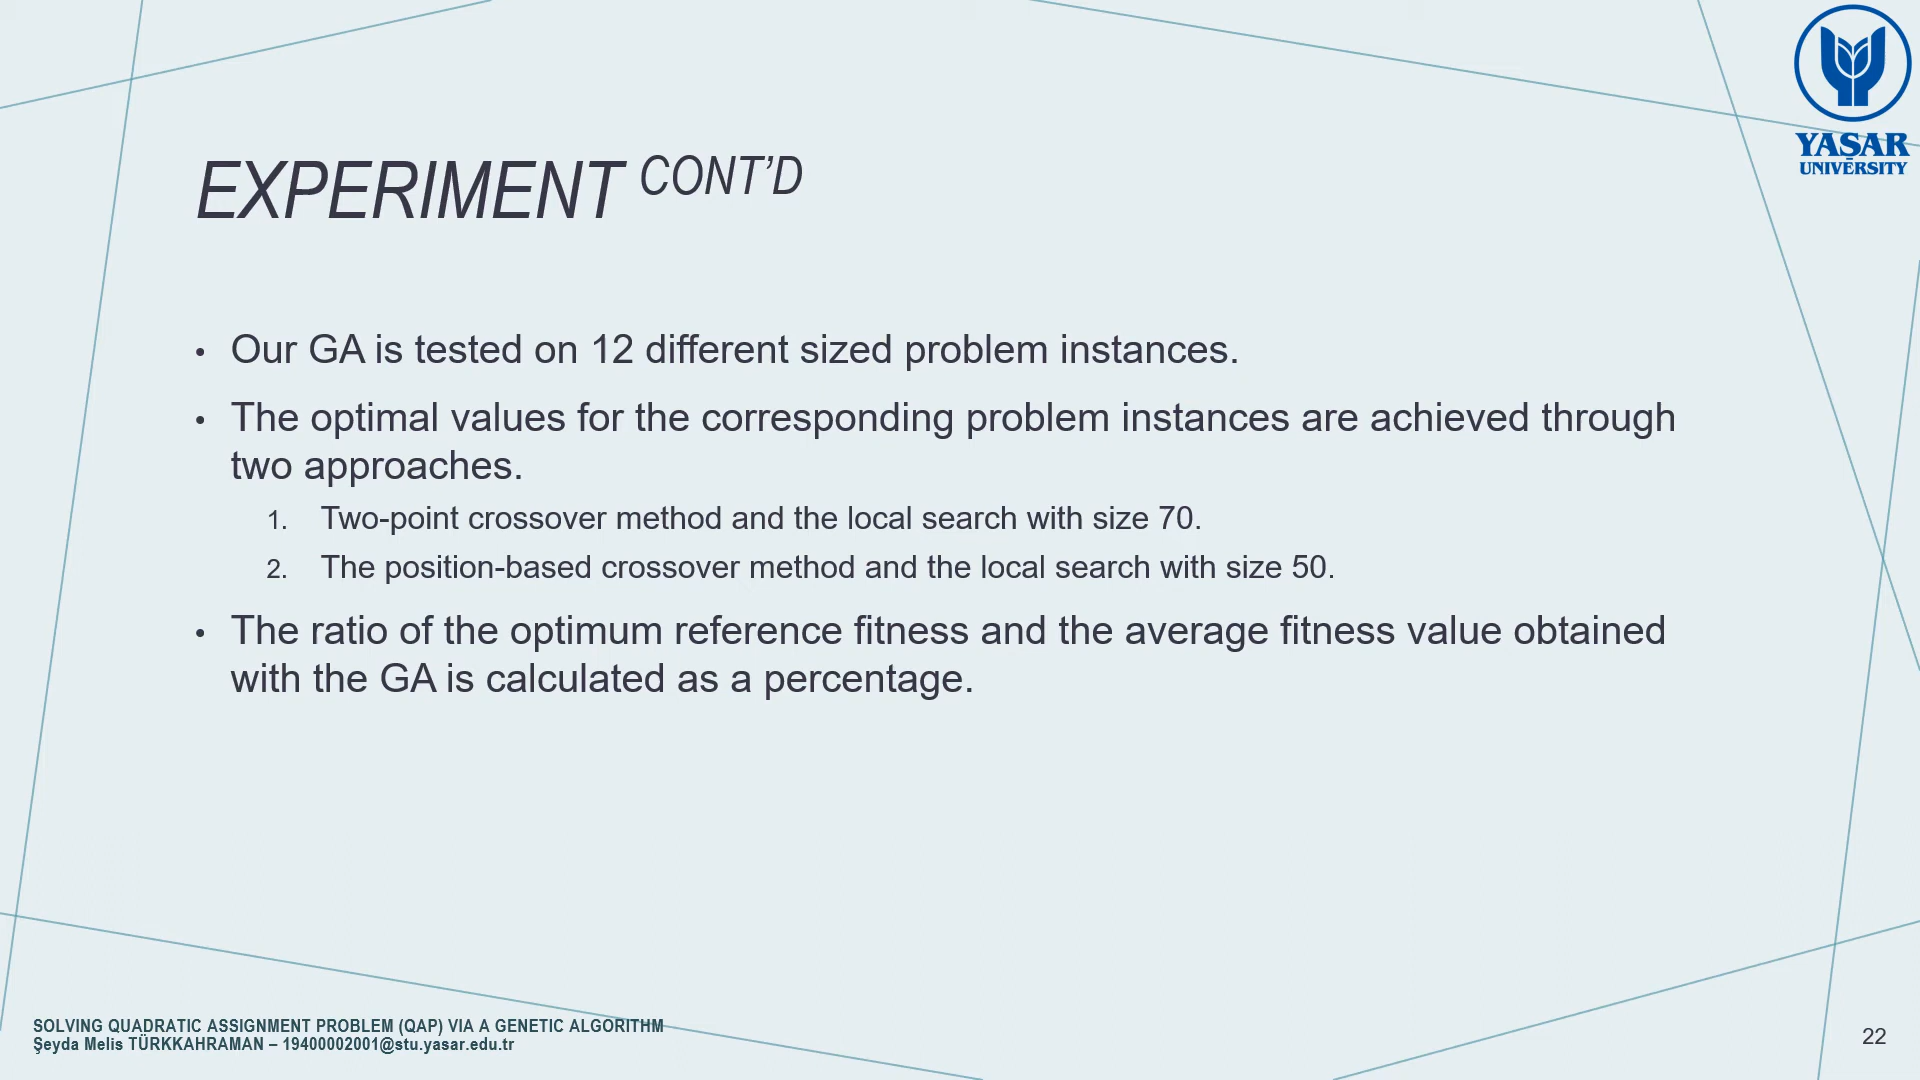 YAŞAR
UNIVERSITY
EXPERIMENT CONT’D
• Our GA is tested on 12 different sized problem instances.
• The optimal values for the corresponding problem instances are achieved through
two approaches.
1. Two-point crossover method and the local search with size 70.
2. The position-based crossover method and the local search with size 50.
• The ratio of the optimum reference fitness and the average fitness value obtained
with the GA is calculated as a percentage.
SOLVING QUADRATIC ASSIGNMENT PROBLEM (QAP) VIA A GENETIC ALGORITHM
Şeyda Melis TÜRKKAHRAMAN – 19400002001@stu.yasar.edu.tr
22